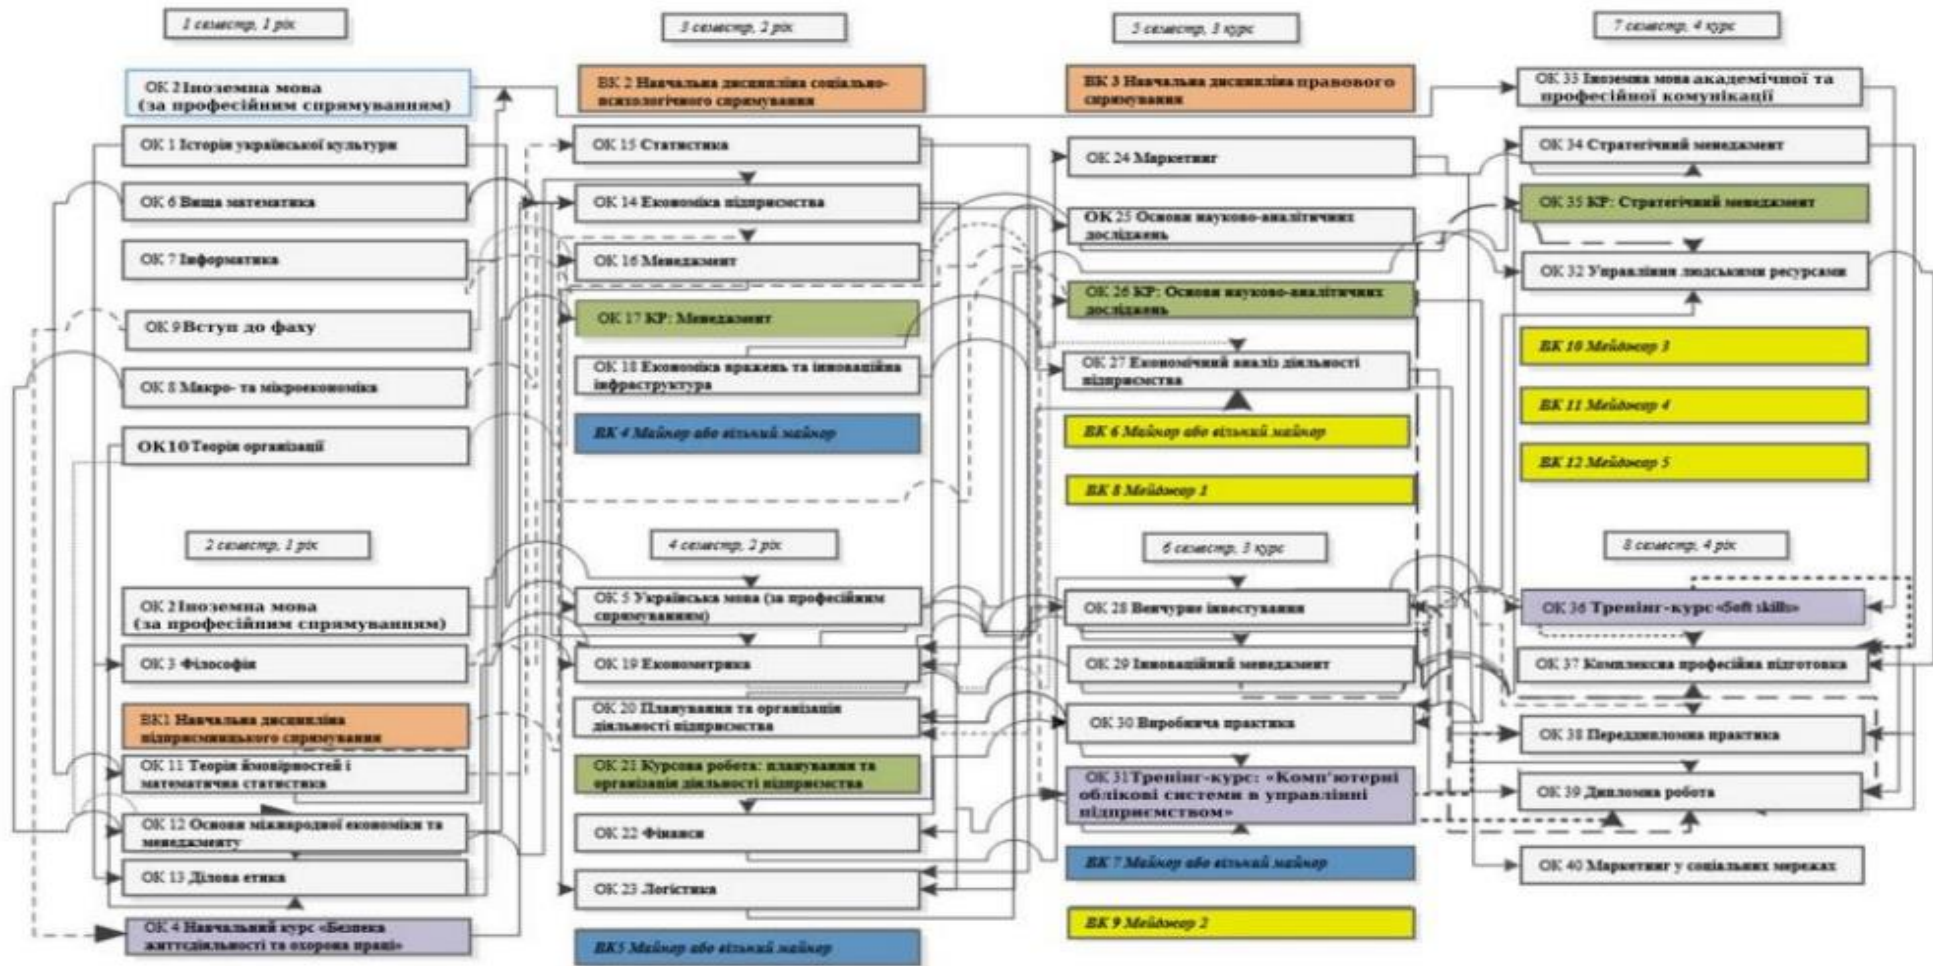 1 семестр, 1 рік
ОК 2 Іноземна мова
(за професійним спрямуванням)
ОК 1 Історія української культури
ОК 6 Вища математика
ОК 7 Інформатика
ОК 9 Вступ до фаху
ОК 8 Макро- та мікроекономіка
ОК10 Теорія організації
2 семестр, 1 рік
ОК 2 Іноземна мова
(за професійним спрямуванням)
ОК 3 Філософія
ВК1 Навчальна дисципліна
підприємницького спрямування
ОК 11 Теорія ймовірностей і
математична статистика
ОК 12 Основи міжнародної економіки та
менеджменту
ОК 13 Ділова етика
ОК 4 Навчальний курс «Безпека
життєдіяльності та охорона праці»
3 семестр, 2 рік
ВК 2 Навчальна дисципліна соціально-
психологічного спрямування
ОК 15 Статистика
ОК 14 Економіка підприємства
ОК 16 Менеджмент
ОК 17 КР: Менеджмент
ОК 18 Економіка вражень та інноваційна
інфраструктура
ВК 4 Майнор або вільний майнор
4 семестр, 2 рік
ОК 5 Українська мова (за професійним
спрямуванням)
ОК 19 Економетрика
ОК 20 Планування та організація
діяльності підприємства
ОК 21 Курсова робота: планування та
організація діяльності підприємства
ОК 22 Фінанси
ОК 23 Логістика
ВК5 Майнор або вільний майнор
5 семестр, 3 курс
ВК 3 Навчальна дисципліна правового
спрямування
ОК 24 Маркетинг
ОК 25 Основи науково-аналітичних
досліджень
ОК 26 КР: Основи науково-аналітичних
досліджень
ОК 27 Економічний аналіз діяльності
підприємства
ВК 6 Майнор або вільний майнор
ВК 8 Мейджор 1
6 семестр, 3 курс
ОК 28 Венчурне інвестування
ОК 29 Інноваційний менеджмент
ОК 30 Виробнича практика
ОК 31Тренінг-курс: «Комп’ютерні
облікові системи в управлінні
підприємством»
ВК 7 Майнор або вільний майнор
ВК 9 Мейджор 2
7 семестр, 4 курс
ОК 33 Іноземна мова академічної та
професійної комунікації
ОК 34 Стратегічний менеджмент
ОК 35 КР: Стратегічний менеджмент
ОК 32 Управління людськими ресурсами
ВК 10 Мейджор 3
ВК 11 Мейджор 4
ВК 12 Мейджор 5
8 семестр, 4 рік
ОК 36 Тренінг-курс «Soft skills»
ОК 37 Комплексна професійна підготовка
ОК 38 Переддипломна практика
ОК 39 Дипломна робота
ОК 40 Маркетинг у соціальних мережах